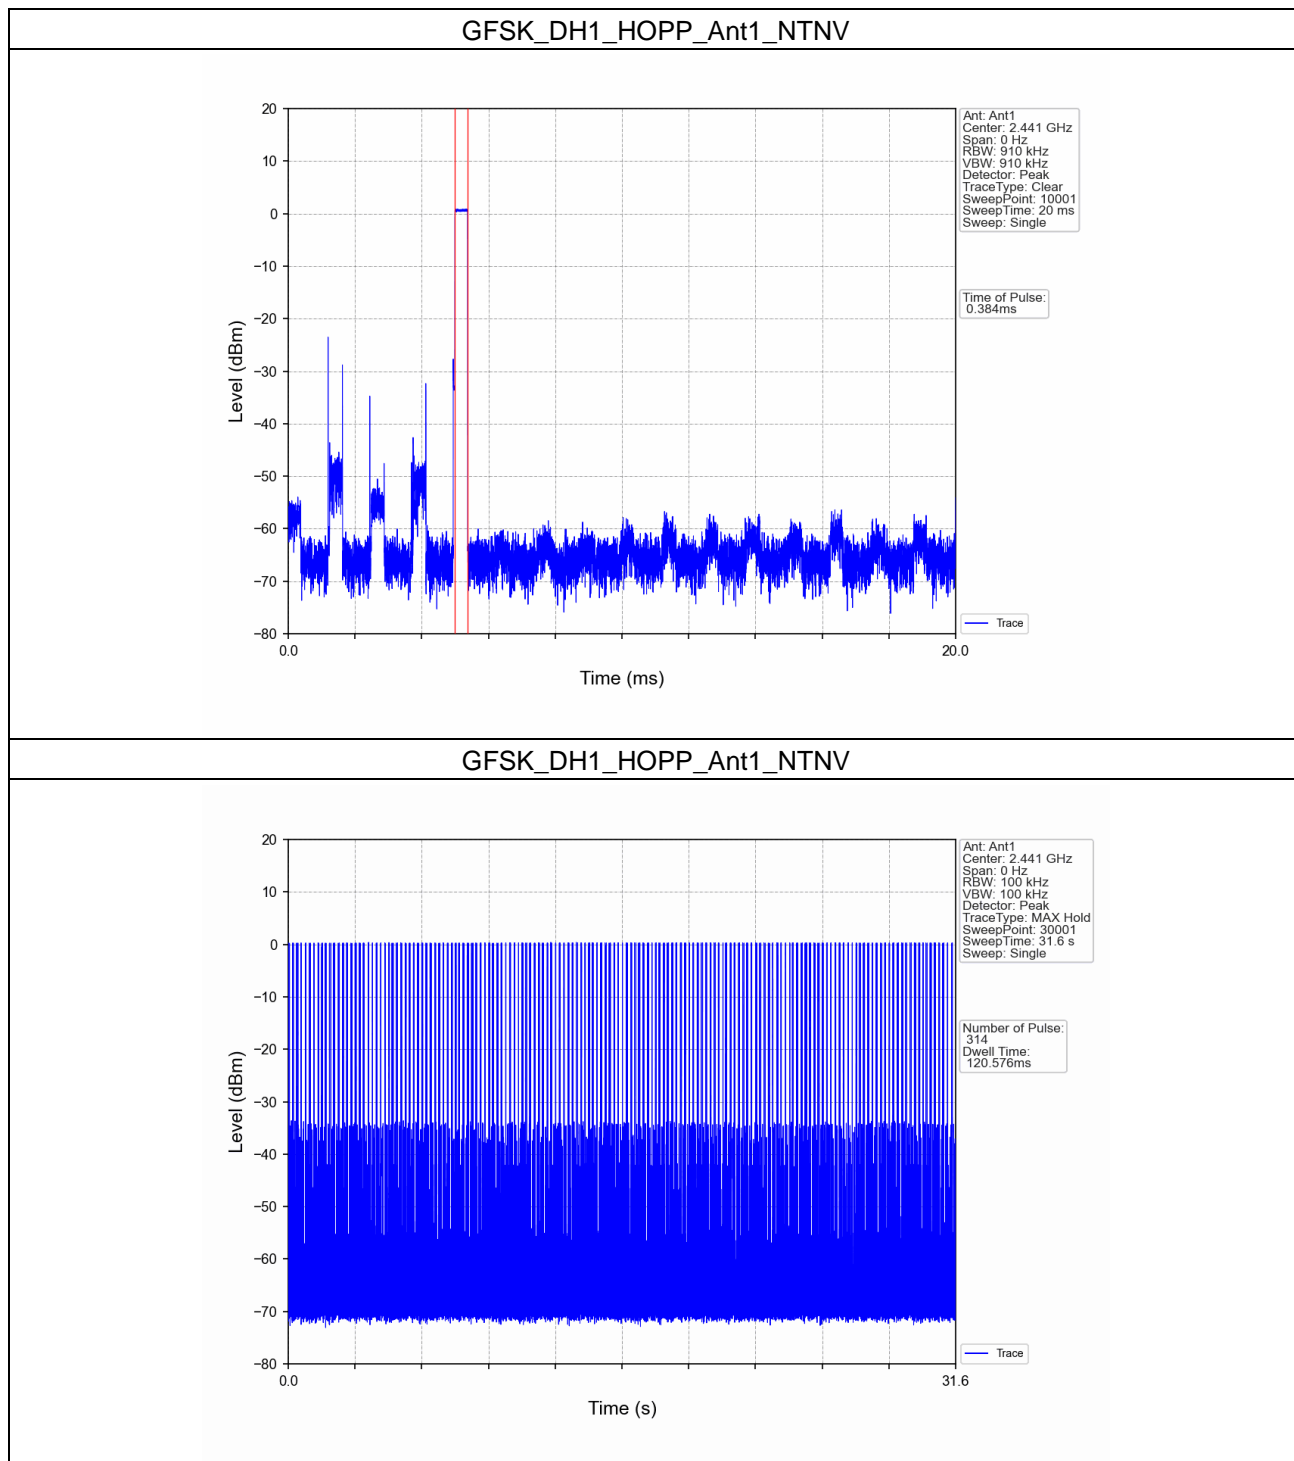 GFSK_DH1_HOPP_Ant1_NTNV
20
10
0
−10
−20
−30
−40
−50
−60
−70
−80
Level (dBm)
0.0
20.0
Time (ms)
Ant: Ant1
Center: 2.441 GHz
Span: 0 Hz
RBW: 910 kHz
VBW: 910 kHz
Detector: Peak
TraceType: Clear
SweepPoint: 10001
SweepTime: 20 ms
Sweep: Single
Time of Pulse:
0.384ms
Trace
GFSK_DH1_HOPP_Ant1_NTNV
20
10
0
−10
−20
−30
−40
−50
−60
−70
−80
Level (dBm)
0.0
31.6
Time (s)
Ant: Ant1
Center: 2.441 GHz
Span: 0 Hz
RBW: 100 kHz
VBW: 100 kHz
Detector: Peak
TraceType: MAX Hold
SweepPoint: 30001
SweepTime: 31.6 s
Sweep: Single
Number of Pulse:
314
Dwell Time:
120.576ms
Trace